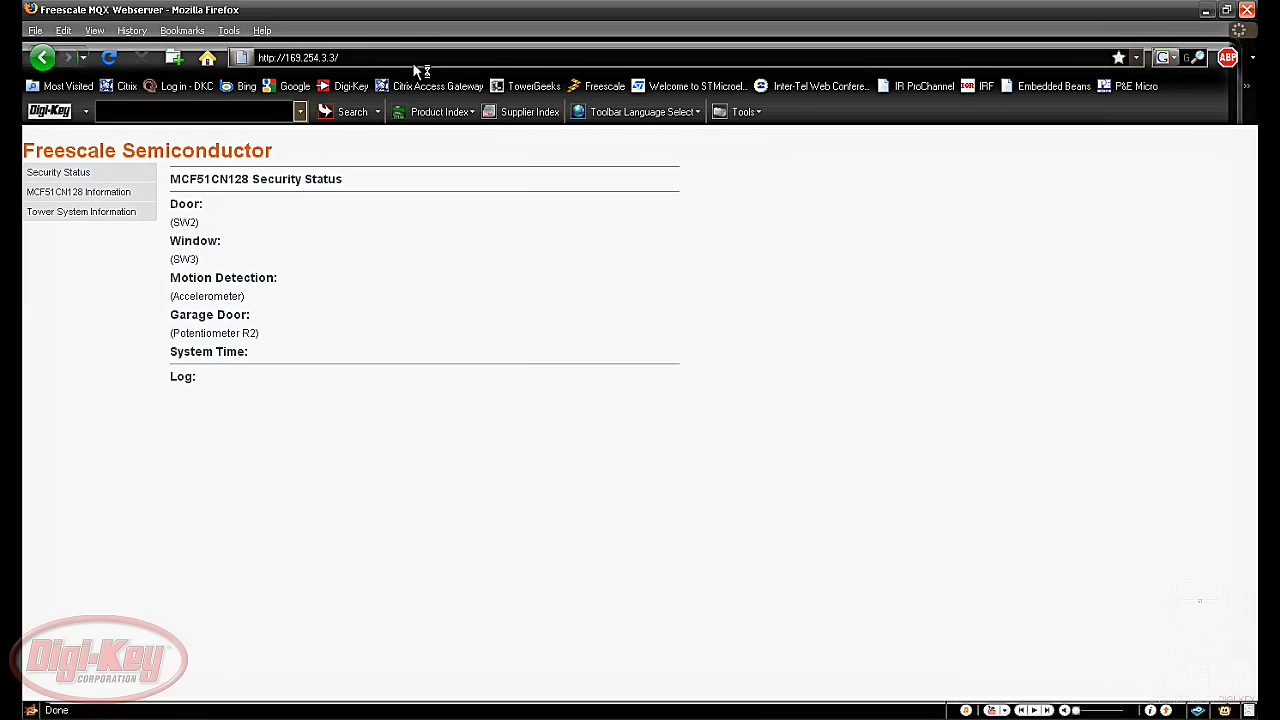 Freescale MQX Webserver - Mozilla Firefox
File Edit View History Bookmarks Tools Help
http://169.254.3.3/
G ABP
Most Visited Citrix Log in - DKC Bing Google Digi-Key Citrix Access Gateway TowerGeeks Freescale Welcome to STMicroel... Inter-Tel Web Confere... IR ProChannel IOR IRF Embedded Beans P&E Micro »
Digi-Key Search Product Index Supplier Index Toolbar Language Select Tools
Freescale Semiconductor
Security Status
MCF51CN128 Information
Tower System Information
MCF51CN128 Security Status
Door:
(SW2)
Window:
(SW3)
Motion Detection:
(Accelerometer)
Garage Door:
(Potentiometer R2)
System Time:
Log:
Digi-Key
CORPORATION
DIGI-KEY
Done